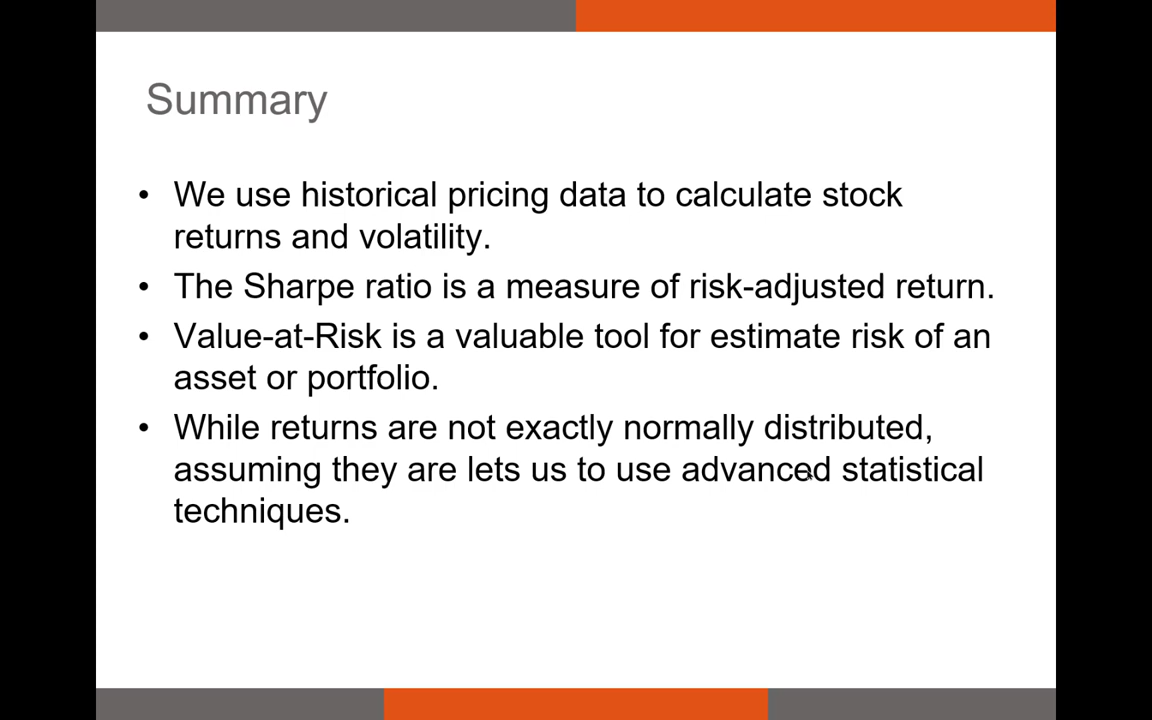 Summary
• We use historical pricing data to calculate stock
returns and volatility.
• The Sharpe ratio is a measure of risk-adjusted return.
• Value-at-Risk is a valuable tool for estimate risk of an
asset or portfolio.
• While returns are not exactly normally distributed,
assuming they are lets us to use advanced statistical
techniques.